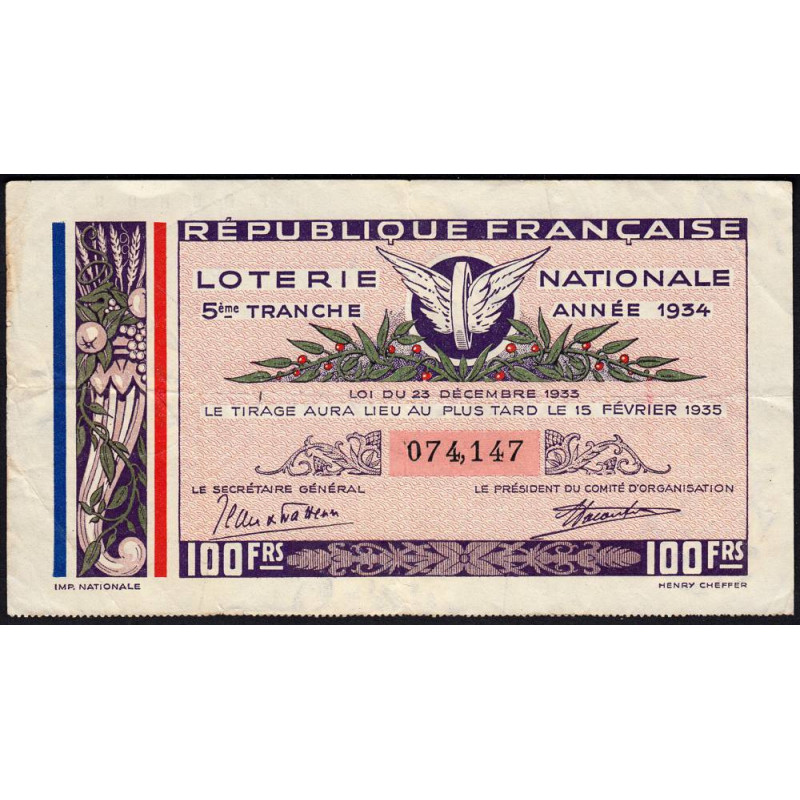 RÉPUBLIQUE FRANÇAISE
LOTERIE NATIONALE
5ème TRANCHE ANNÉE 1934
LOI DU 23 DÉCEMBRE 1933
LE TIRAGE AURA LIEU AU PLUS TARD LE 15 FÉVRIER 1935
074,147
LE SECRÉTAIRE GÉNÉRAL LE PRÉSIDENT DU COMITÉ D'ORGANISATION
100 FRS 100 FRS
IMP. NATIONALE HENRY CHEFFER